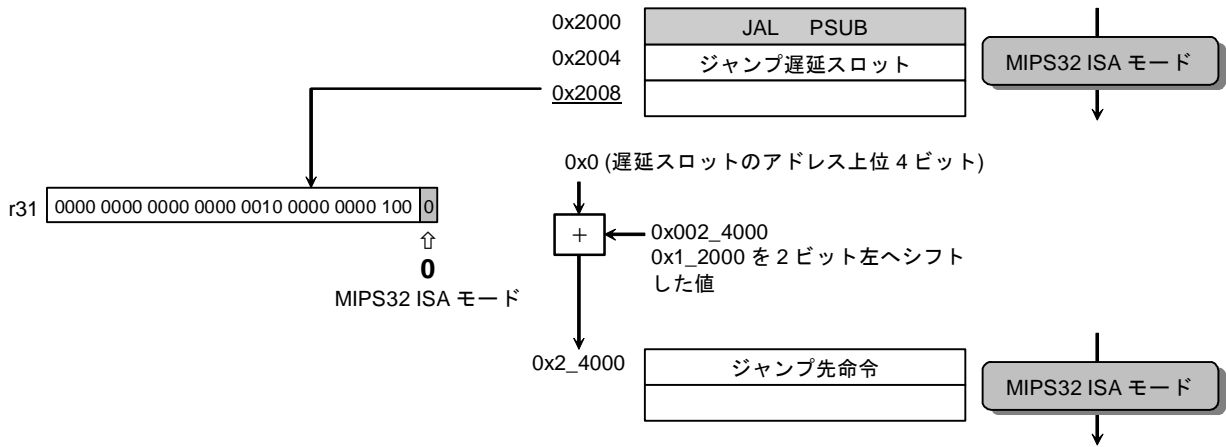 0x2000
JAL PSUB
0x2004
ジャンプ遅延スロット
MIPS32 ISA モード
0x2008
0x0 (遅延スロットのアドレス上位 4 ビット)
r31 0000 0000 0000 0000 0010 0000 0000 100 0
+
0x002_4000
0x1_2000 を 2 ビット左へシフト
した値
⇧
0
MIPS32 ISA モード
0x2_4000
ジャンプ先命令
MIPS32 ISA モード